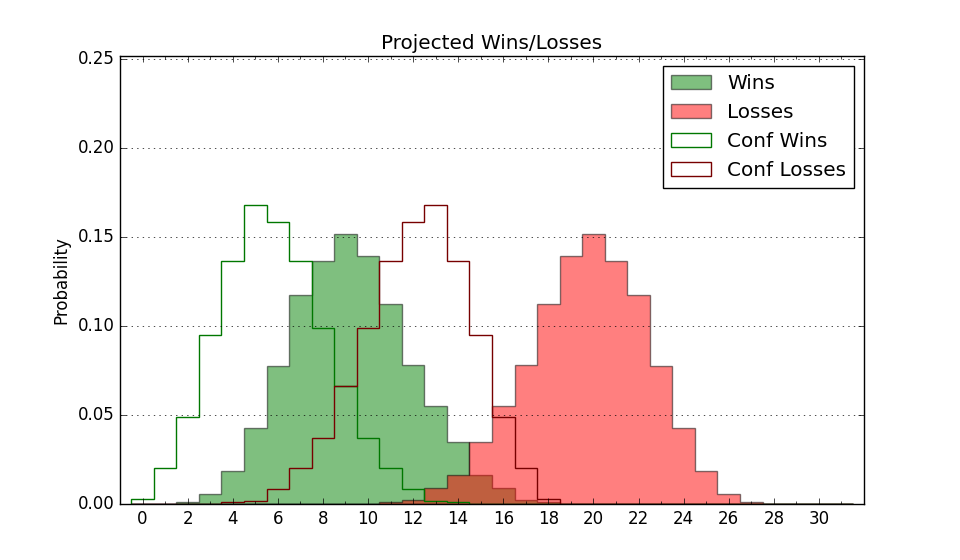 Projected Wins/Losses
Wins
Losses
Conf Wins
Conf Losses
Probability
0.25
0.20
0.15
0.10
0.05
0.00
0 2 4 6 8 10 12 14 16 18 20 22 24 26 28 30